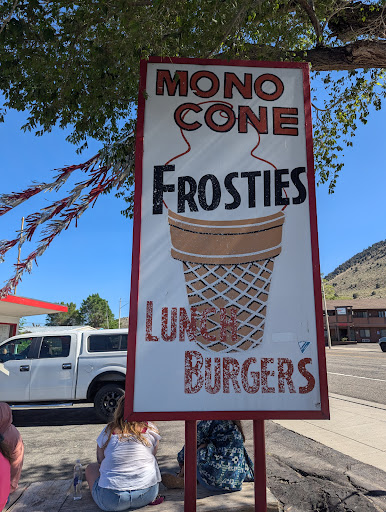 MONO
CONE
FROSTIES
LUNCH
BURGERS